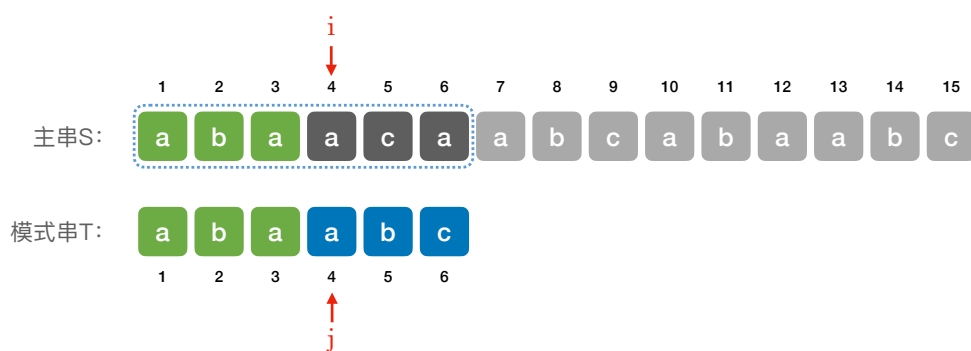 i
1 2 3 4 5 6 7 8 9 10 11 12 13 14 15
主串S: a b a a c a a b c a b a a b c
模式串T: a b a a b c
1 2 3 4 5 6
j